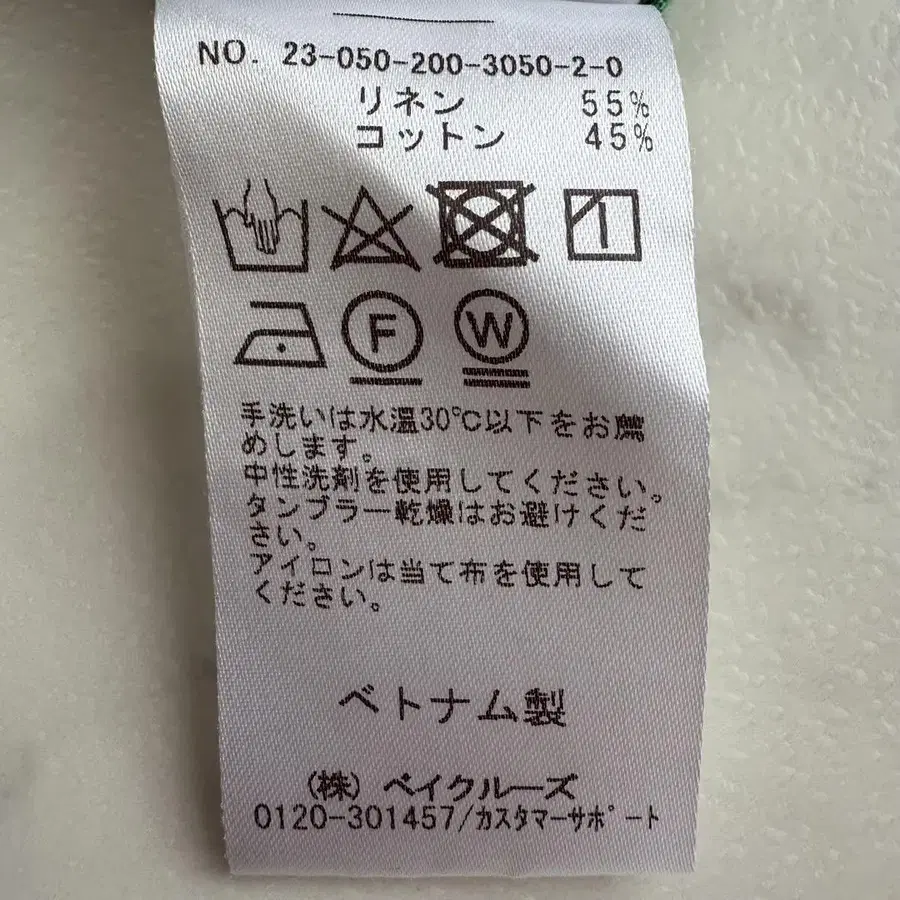 NO. 23-050-200-3050-2-0
リネン 55%
コットン 45%
F W
手洗いは水温30℃以下をお薦
めします。
中性洗剤を使用してください。
タンブラー乾燥はお避けくだ
さい。
アイロンは当て布を使用して
ください。
ベトナム製
(株) ベイクルーズ
0120-301457/カスタマーサポート